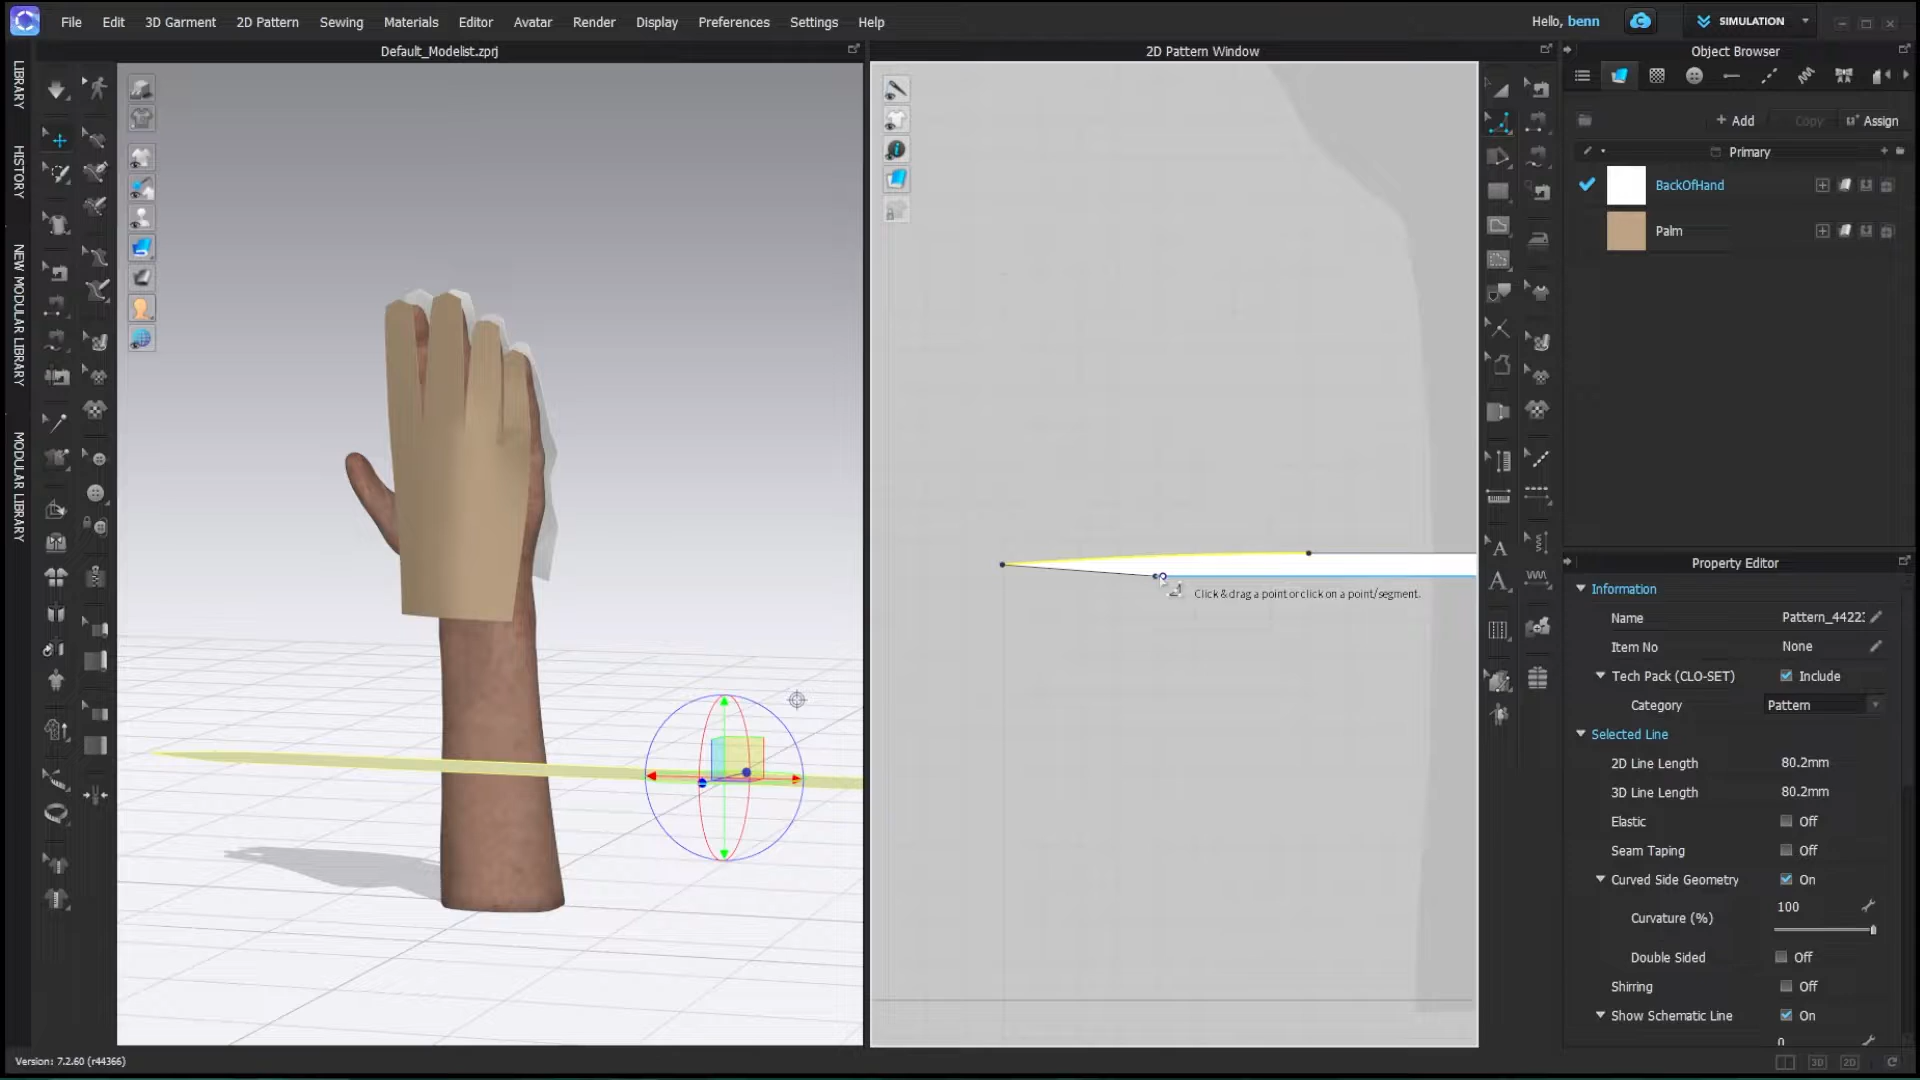 File Edit 3D Garment 2D Pattern Sewing Materials Editor Avatar Render Display Preferences Settings Help
Hello, benn
SIMULATION
Default_Modelist.zprj
2D Pattern Window
Object Browser
LIBRARY
HISTORY
NEW MODULAR LIBRARY
MODULAR LIBRARY
+ Add Copy Assign
Primary
BackOfHand
Palm
Click & drag a point or click on a point/segment.
Property Editor
Information
Name Pattern_4422:
Item No None
Tech Pack (CLO-SET) Include
Category Pattern
Selected Line
2D Line Length 80.2mm
3D Line Length 80.2mm
Elastic Off
Seam Taping Off
Curved Side Geometry On
Curvature (%) 100
Double Sided Off
Shirring Off
Show Schematic Line On
0
Version: 7.2.60 (r44366)
3D 2D